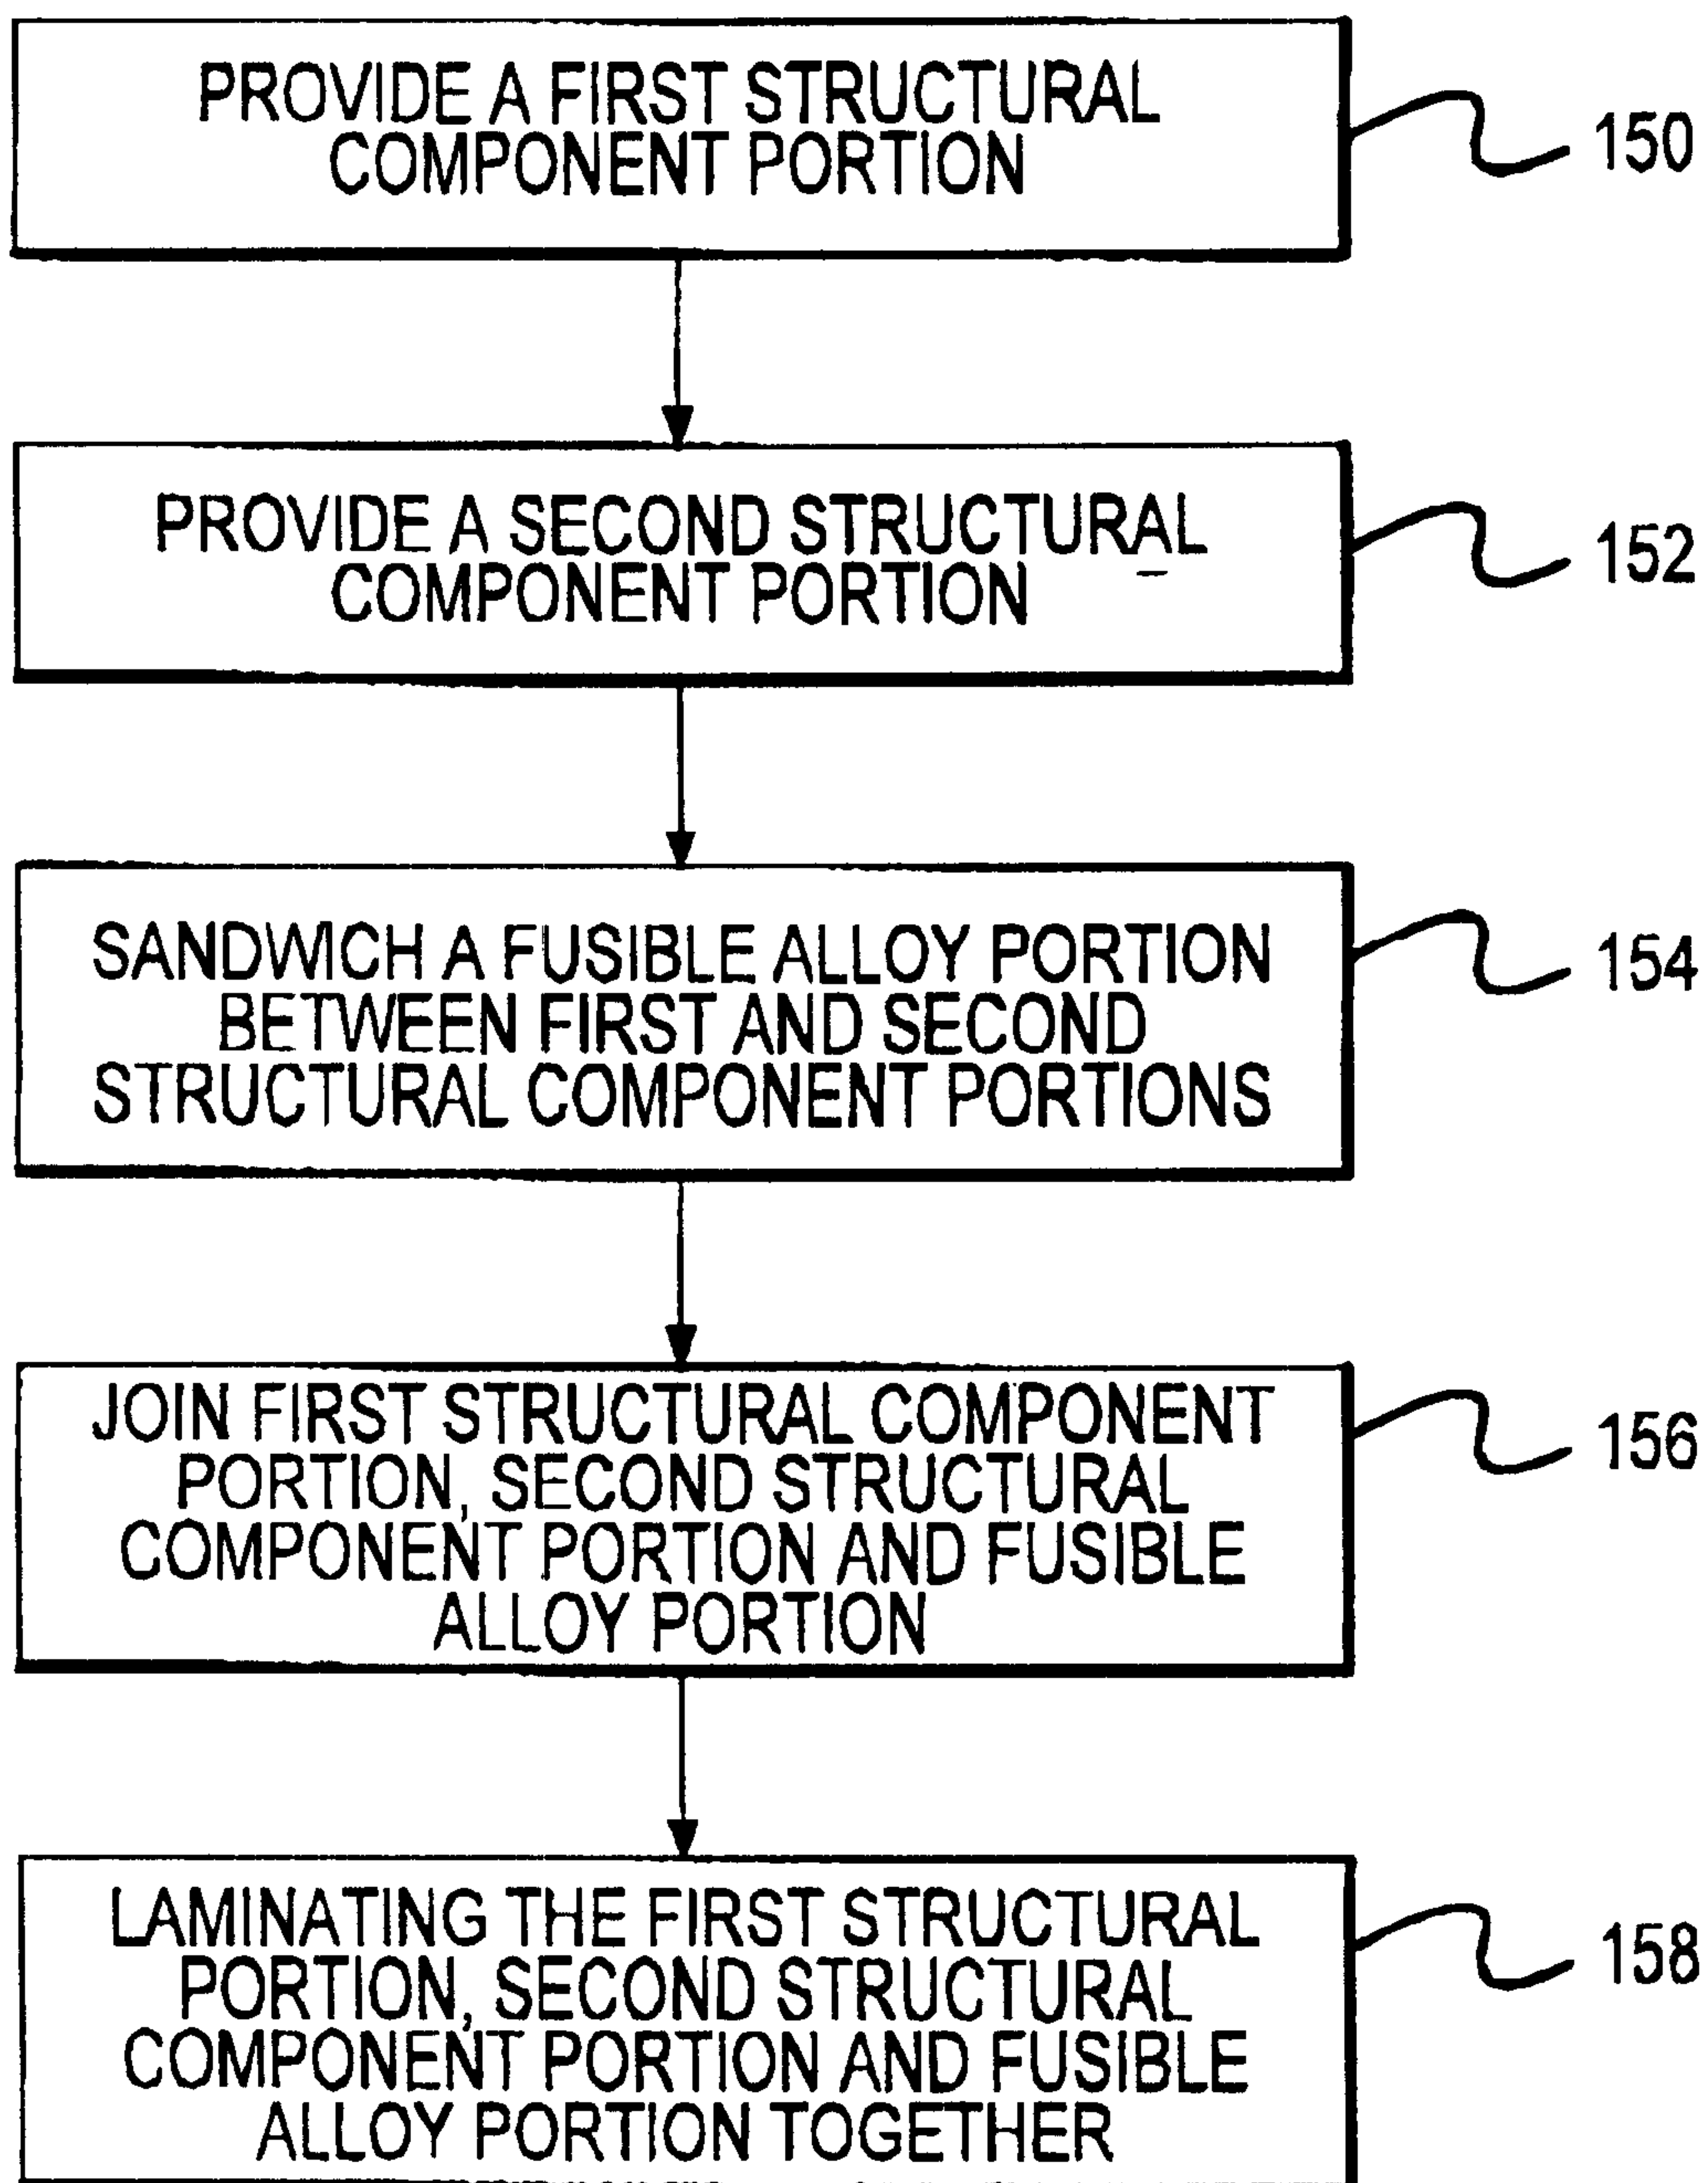 PROVIDE A FIRST STRUCTURAL
COMPONENT PORTION
150
PROVIDE A SECOND STRUCTURAL
COMPONENT PORTION
152
SANDWICH A FUSIBLE ALLOY PORTION
BETWEEN FIRST AND SECOND
STRUCTURAL COMPONENT PORTIONS
154
JOIN FIRST STRUCTURAL COMPONENT
PORTION, SECOND STRUCTURAL
COMPONENT PORTION AND FUSIBLE
ALLOY PORTION
156
LAMINATING THE FIRST STRUCTURAL
PORTION, SECOND STRUCTURAL
COMPONENT PORTION AND FUSIBLE
ALLOY PORTION TOGETHER
158